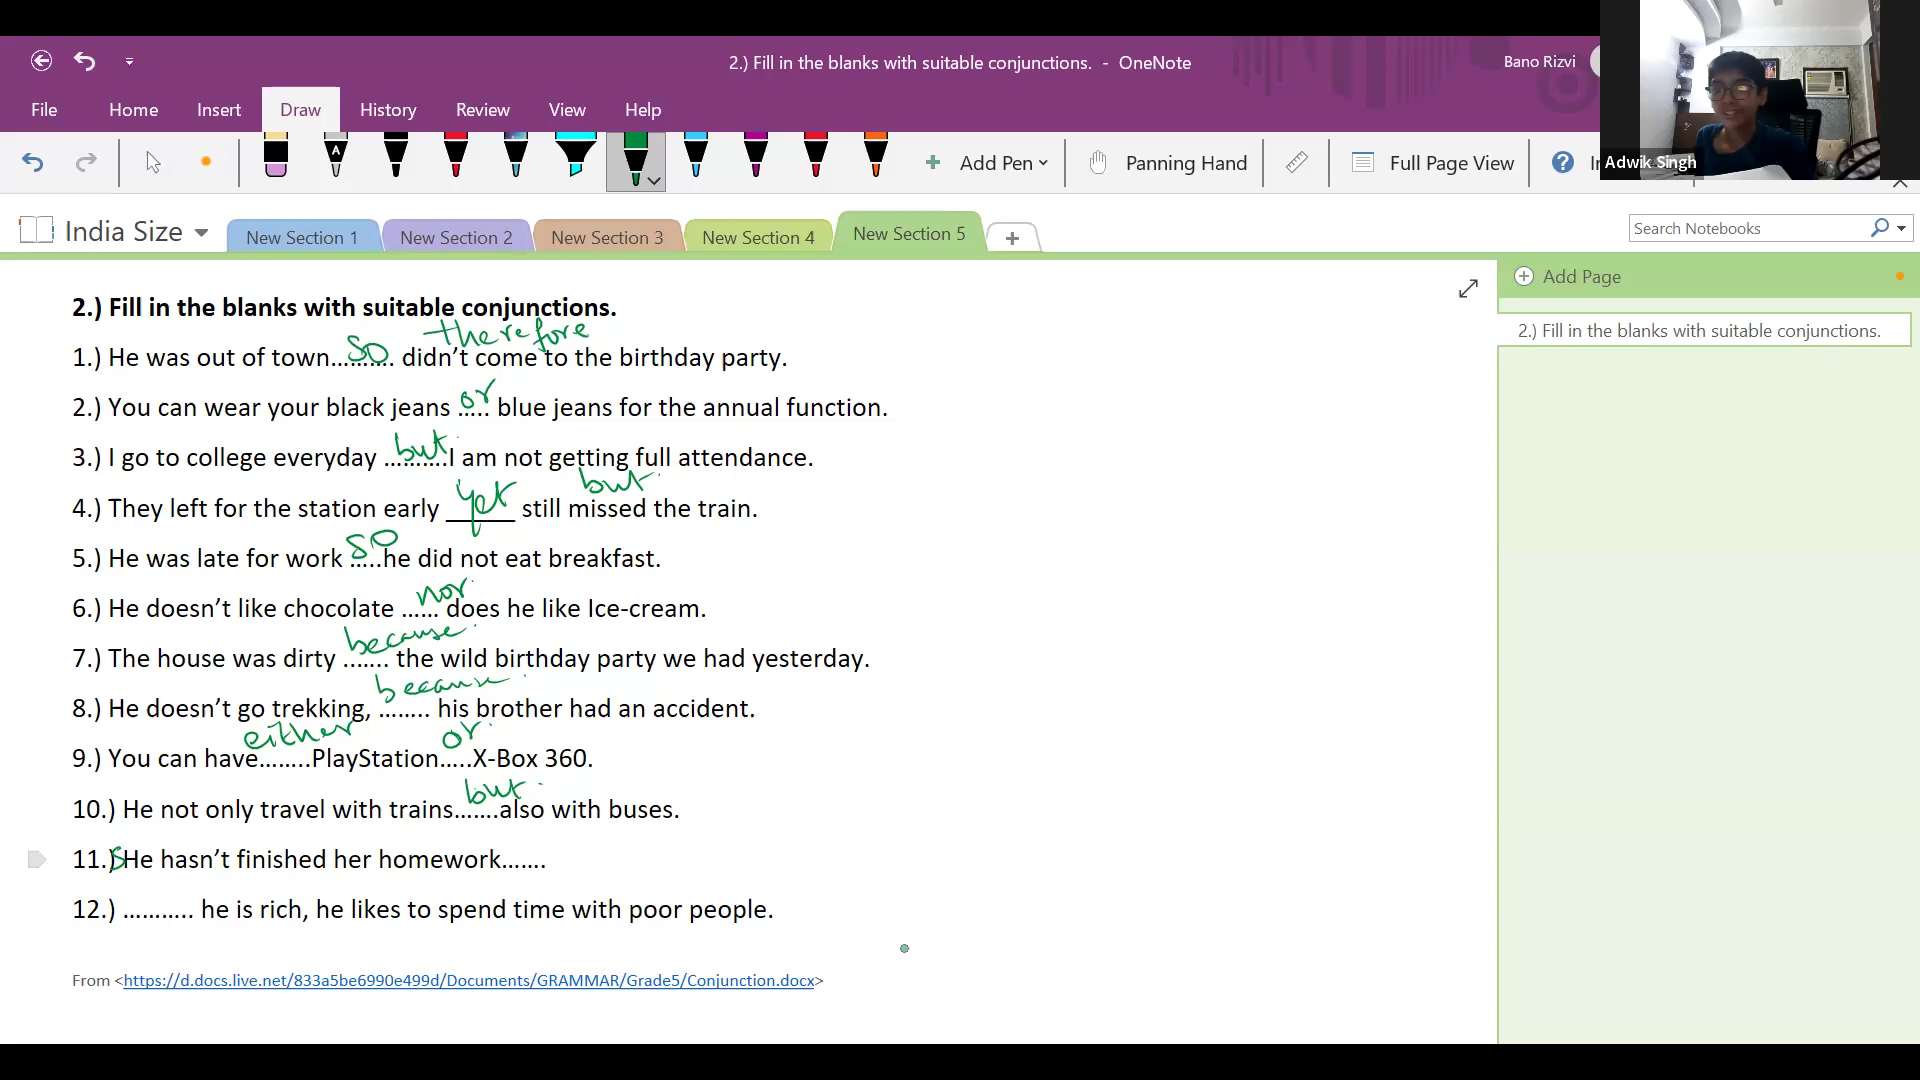 2.) Fill in the blanks with suitable conjunctions. - OneNote
Bano Rizvi
File Home Insert Draw History Review View Help
A
Add Pen
Panning Hand
Full Page View
Adwik Singh
India Size
New Section 1
New Section 2
New Section 3
New Section 4
New Section 5
Search Notebooks
Add Page
2.) Fill in the blanks with suitable conjunctions.
2.) Fill in the blanks with suitable conjunctions.
therefore
1.) He was out of town...so....... didn’t come to the birthday party.
2.) You can wear your black jeans ..or... blue jeans for the annual function.
3.) I go to college everyday ...but.......I am not getting full attendance.
but
4.) They left for the station early _yet_ still missed the train.
5.) He was late for work so.....he did not eat breakfast.
6.) He doesn’t like chocolate ...... nor does he like Ice-cream.
7.) The house was dirty because ....... the wild birthday party we had yesterday.
8.) He doesn’t go trekking, because ........ his brother had an accident.
9.) You can have either........PlayStation or.....X-Box 360.
10.) He not only travel with trains but.......also with buses.
11.) SHe hasn’t finished her homework.......
12.) ........... he is rich, he likes to spend time with poor people.
From <https://d.docs.live.net/833a5be6990e499d/Documents/GRAMMAR/Grade5/Conjunction.docx>